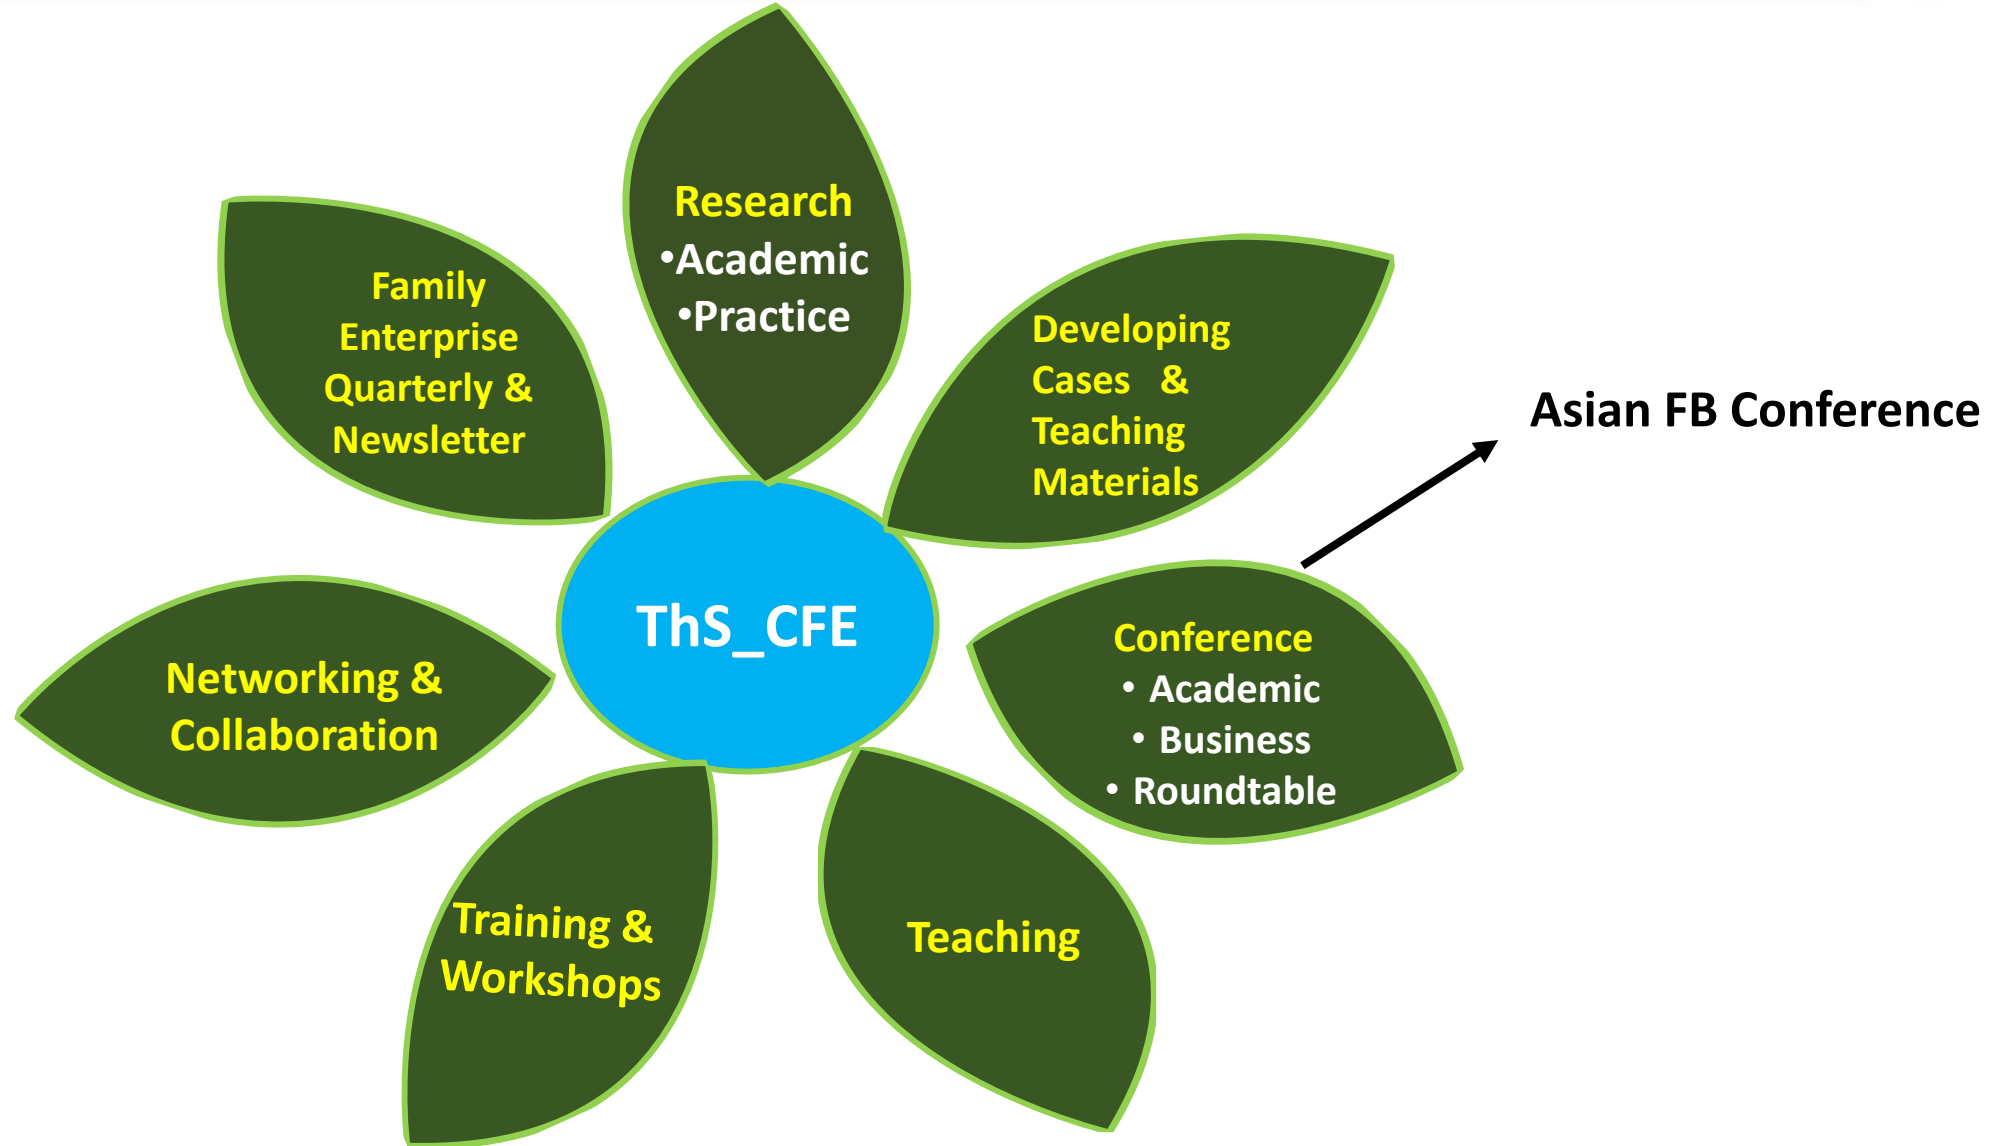 Research
•Academic
•Practice
Family
Enterprise
Quarterly &
Newsletter
Developing
Cases & 
Teaching
Materials
Asian FB Conference
ThS_CFE
Conference
• Academic
• Business
• Roundtable
Networking &
Collaboration
Training &
Workshops
Teaching